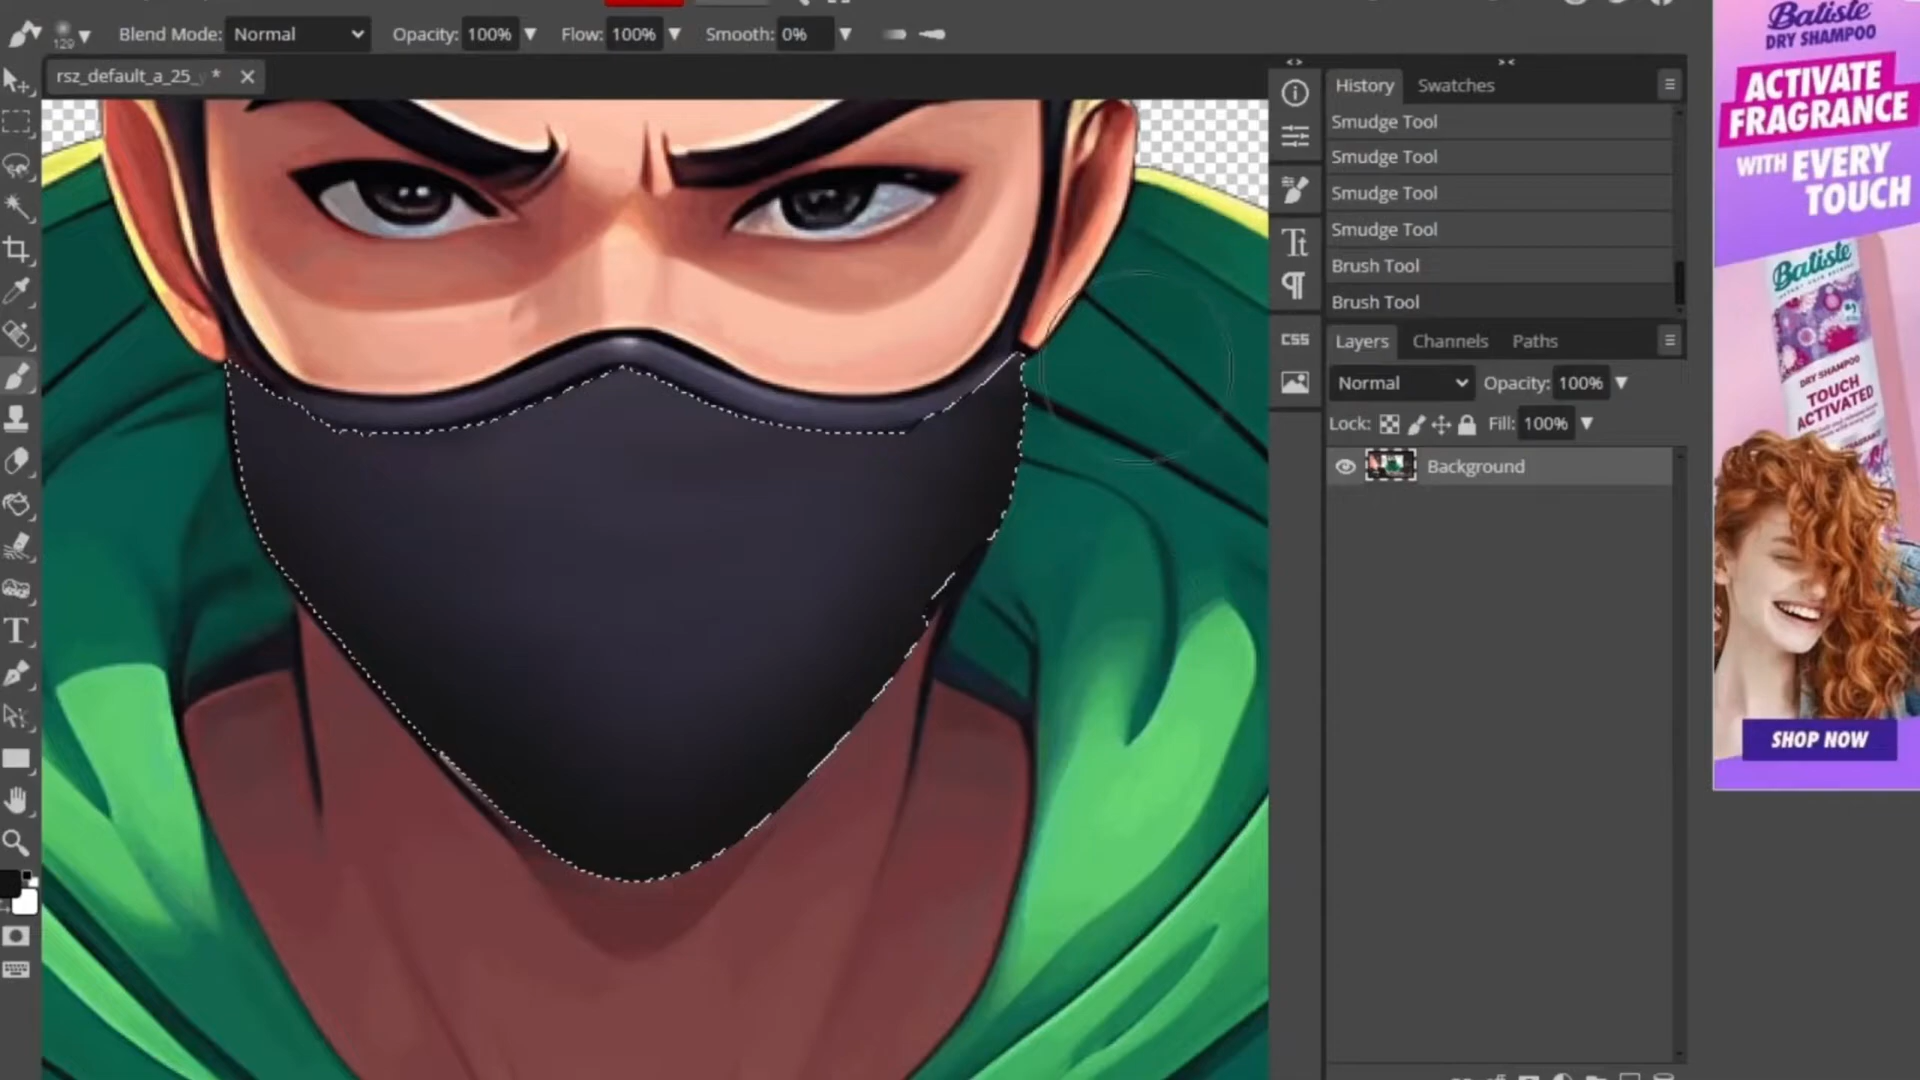 129
Blend Mode: Normal Opacity: 100% Flow: 100% Smooth: 0%
rsz_default_a_25_ *
History Swatches
Smudge Tool
Smudge Tool
Smudge Tool
Smudge Tool
Brush Tool
Brush Tool
CSS
Layers Channels Paths
Normal Opacity: 100%
Lock: Fill: 100%
Background
Batiste
DRY SHAMPOO
ACTIVATE
FRAGRANCE
WITH EVERY
TOUCH
Batiste
DRY SHAMPOO
TOUCH
ACTIVATED
SHOP NOW